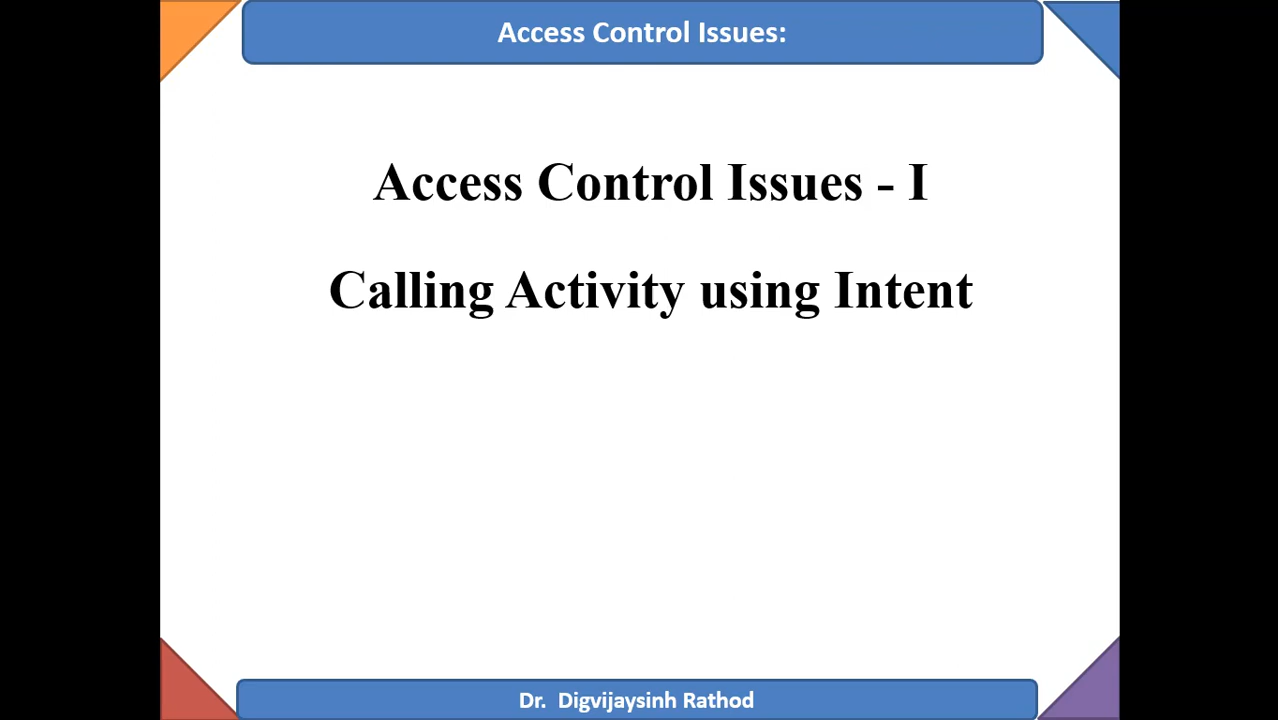 Access Control Issues:
Access Control Issues - I
Calling Activity using Intent
Dr. Digvijaysinh Rathod